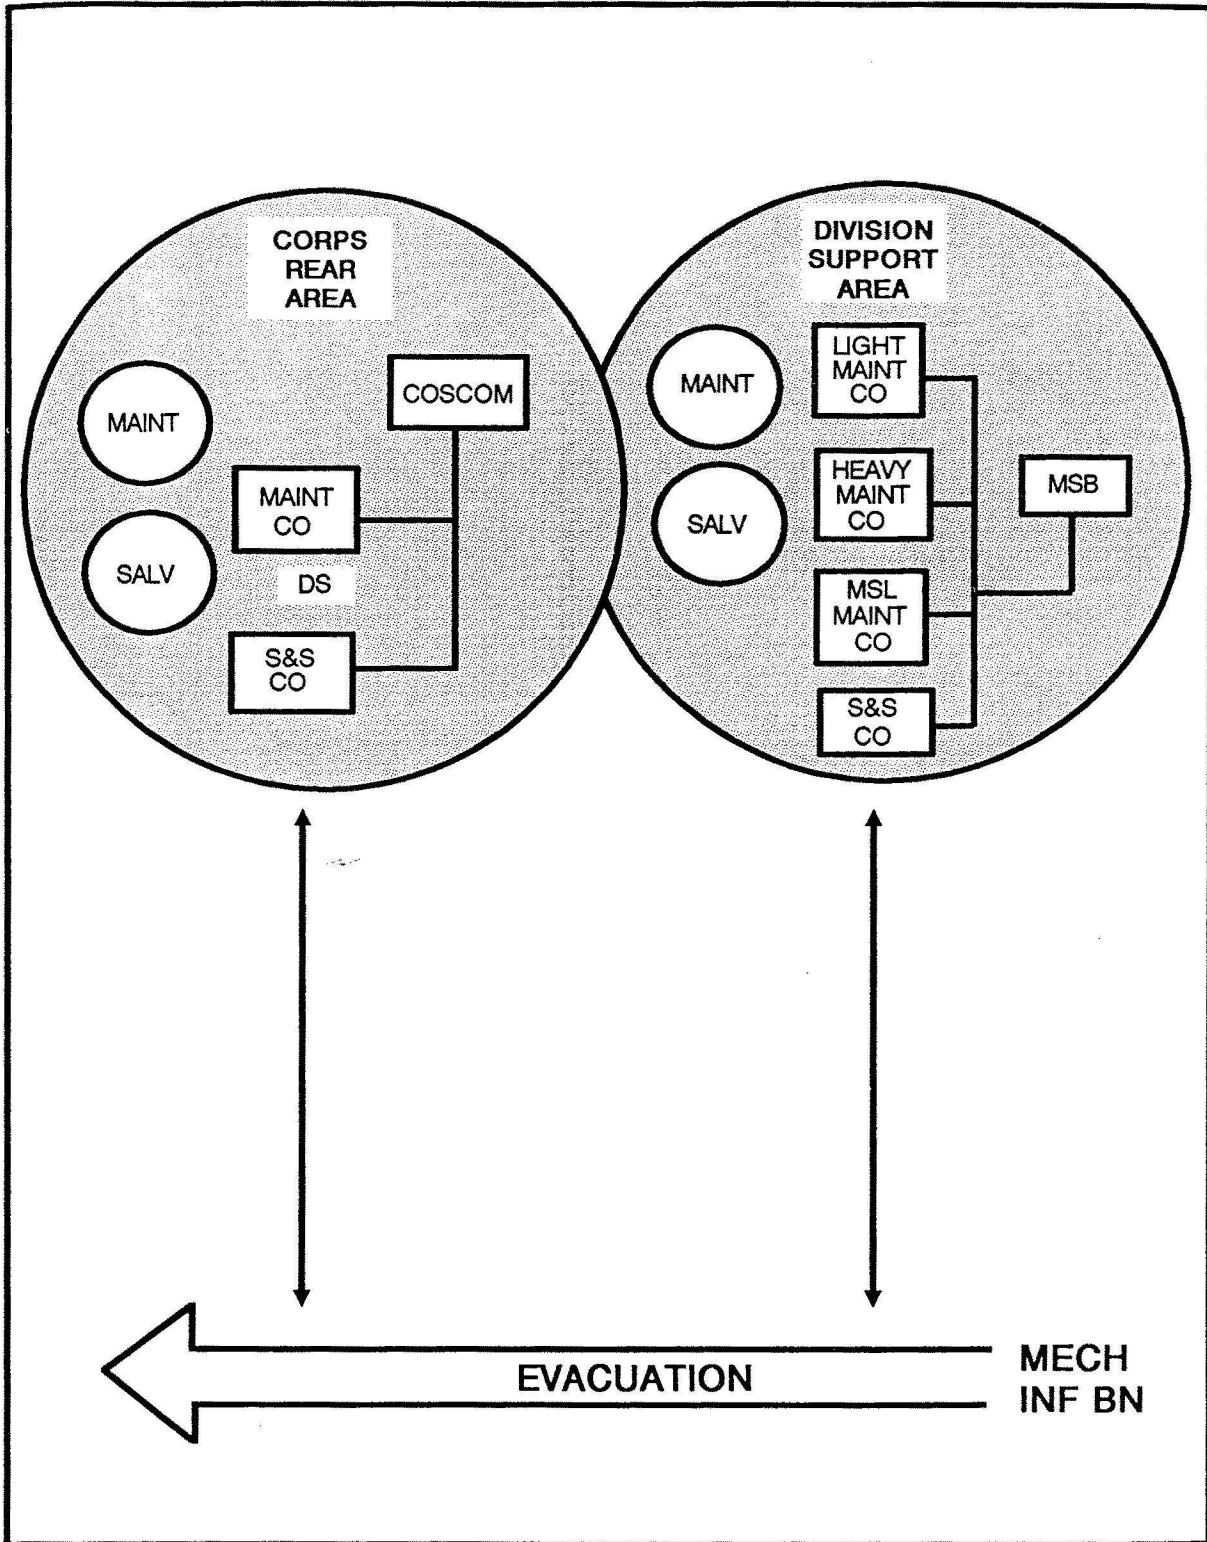 CORPS
REAR
AREA
COSCOM
MAINT
MAINT
CO
SALV
DS
S&S
CO
DIVISION
SUPPORT
AREA
MAINT
LIGHT
MAINT
CO
HEAVY
MAINT
CO
MSB
SALV
MSL
MAINT
CO
S&S
CO
EVACUATION
MECH
INF BN